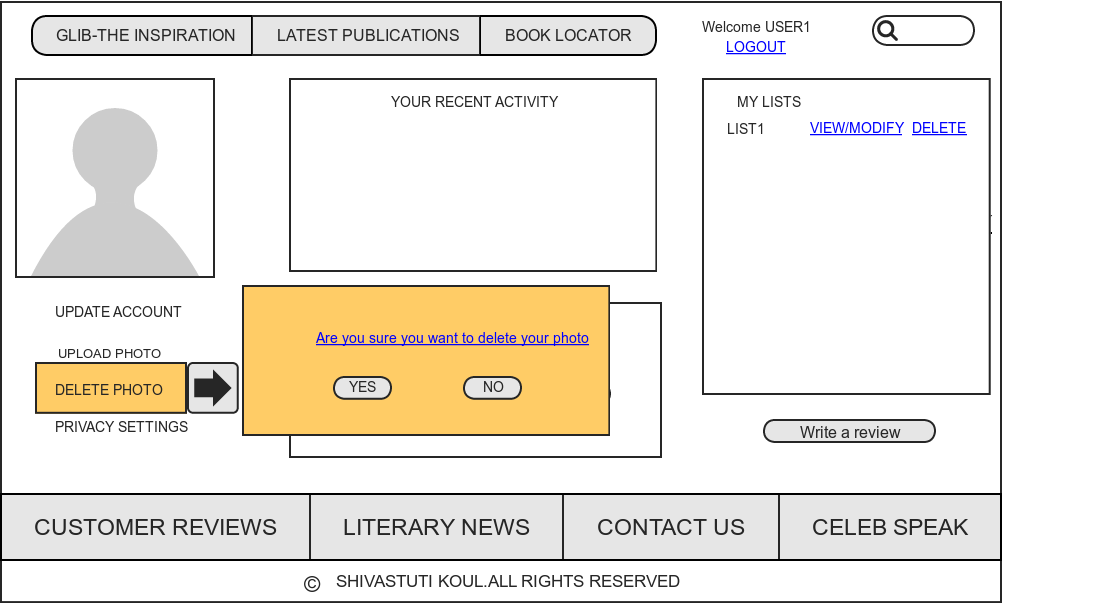 GLIB-THE INSPIRATION
LATEST PUBLICATIONS
BOOK LOCATOR
Welcome USER1
LOGOUT
YOUR RECENT ACTIVITY
MY LISTS
LIST1 VIEW/MODIFY DELETE
UPDATE ACCOUNT
UPLOAD PHOTO
DELETE PHOTO
PRIVACY SETTINGS
Are you sure you want to delete your photo
YES
NO
Write a review
CUSTOMER REVIEWS
LITERARY NEWS
CONTACT US
CELEB SPEAK
© SHIVASTUTI KOUL.ALL RIGHTS RESERVED